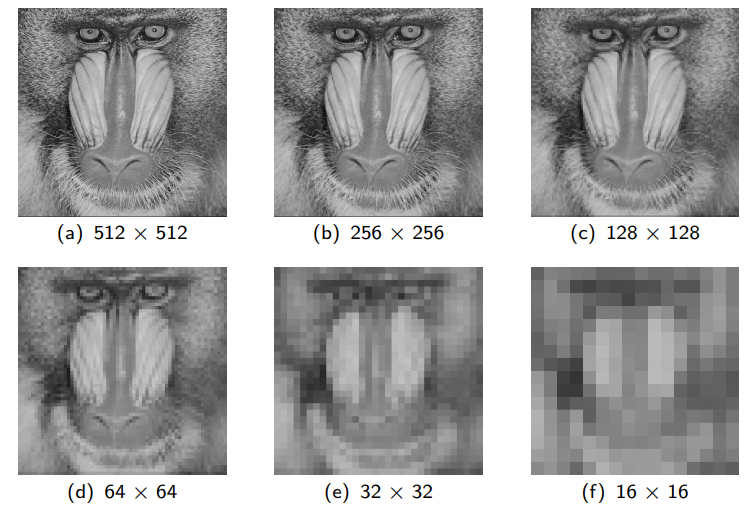 (a) 512 × 512
(b) 256 × 256
(c) 128 × 128
(d) 64 × 64
(e) 32 × 32
(f) 16 × 16